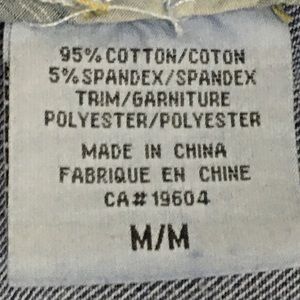 95% COTTON/COTON
5% SPANDEX/SPANDEX
TRIM/GARNITURE
POLYESTER/POLYESTER
MADE IN CHINA
FABRIQUE EN CHINE
CA# 19604
M/M